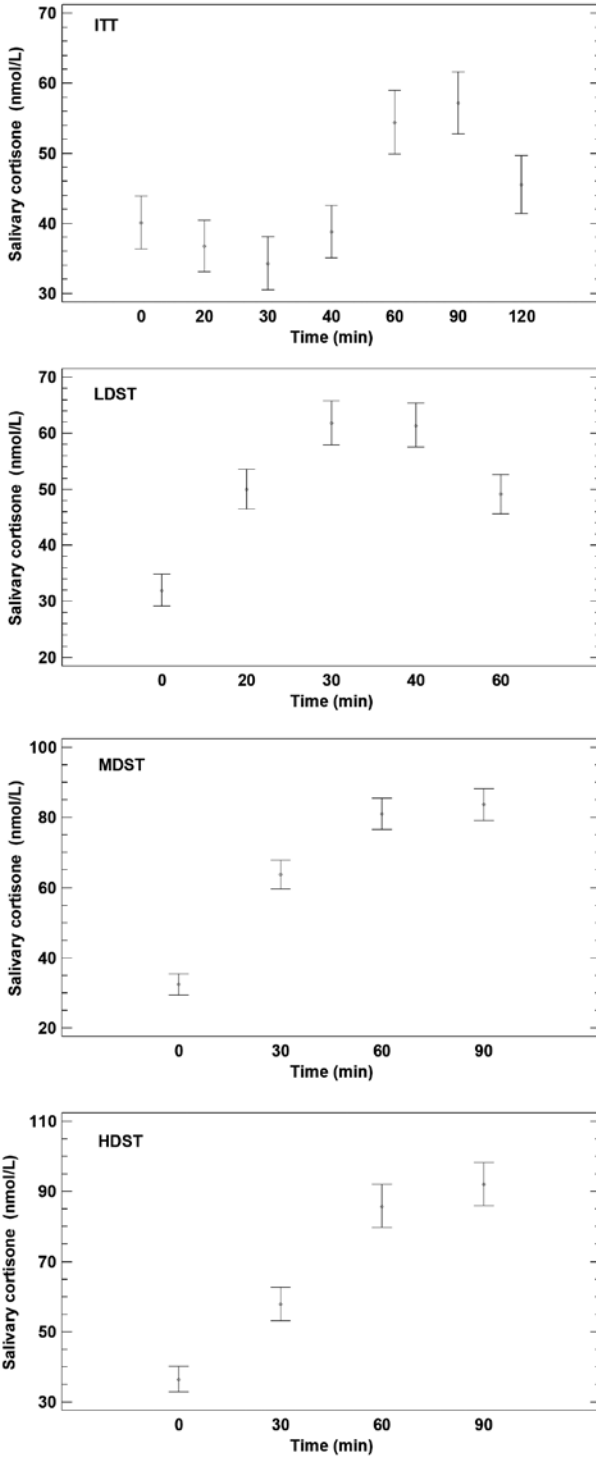 70
ITT
60
50
40
30
0 20 30 40 60 90 120
Time (min)
Salivary cortisone (nmol/L)
70
LDST
60
50
40
30
20
0 20 30 40 60
Time (min)
Salivary cortisone (nmol/L)
100
MDST
80
60
40
20
0 30 60 90
Time (min)
Salivary cortisone (nmol/L)
110
HDST
90
70
50
30
0 30 60 90
Time (min)
Salivary cortisone (nmol/L)